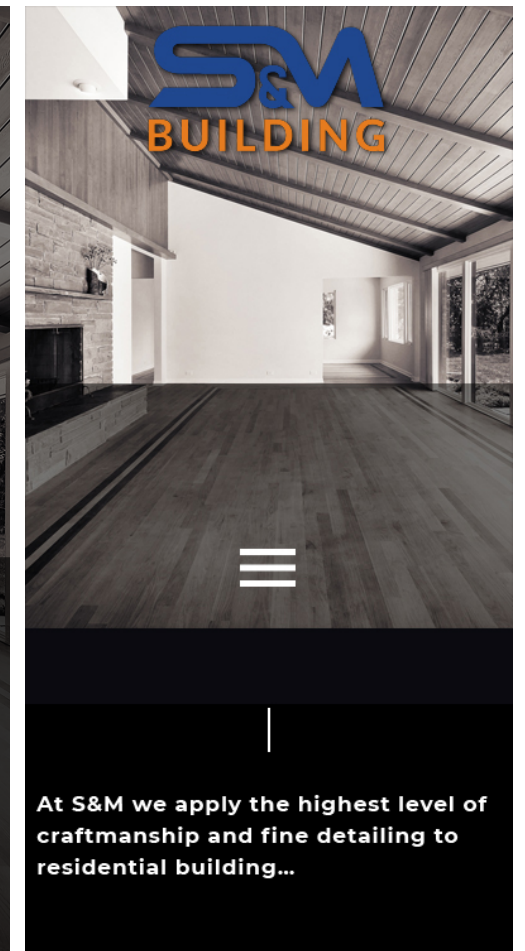 S&M
BUILDING
At S&M we apply the highest level of
craftmanship and fine detailing to
residential building...